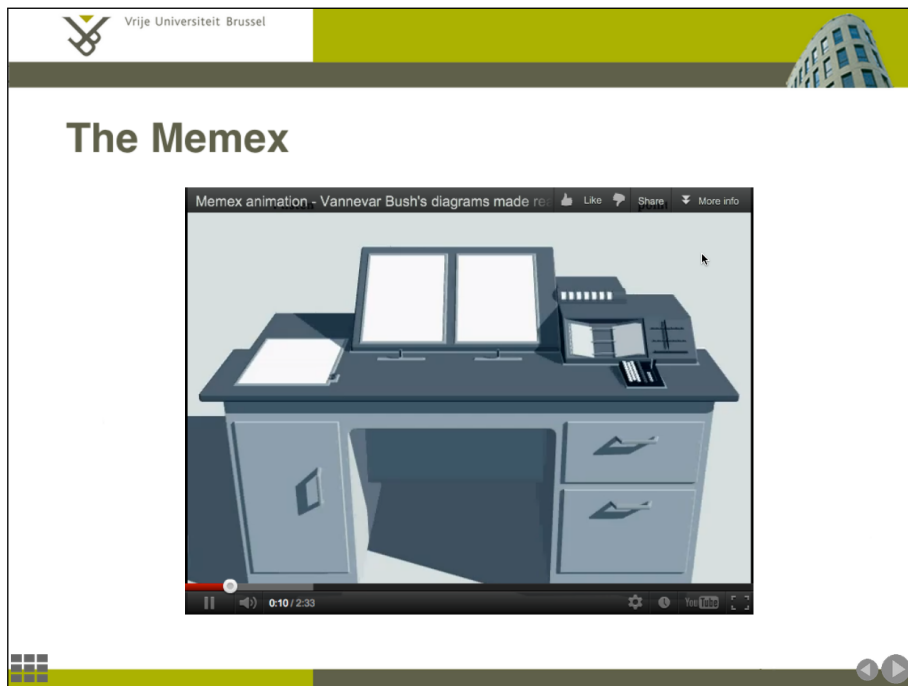 Vrije Universiteit Brussel
The Memex
Memex animation - Vannevar Bush's diagrams made re
Like
Share
More info
0:10 / 2:33
YouTube